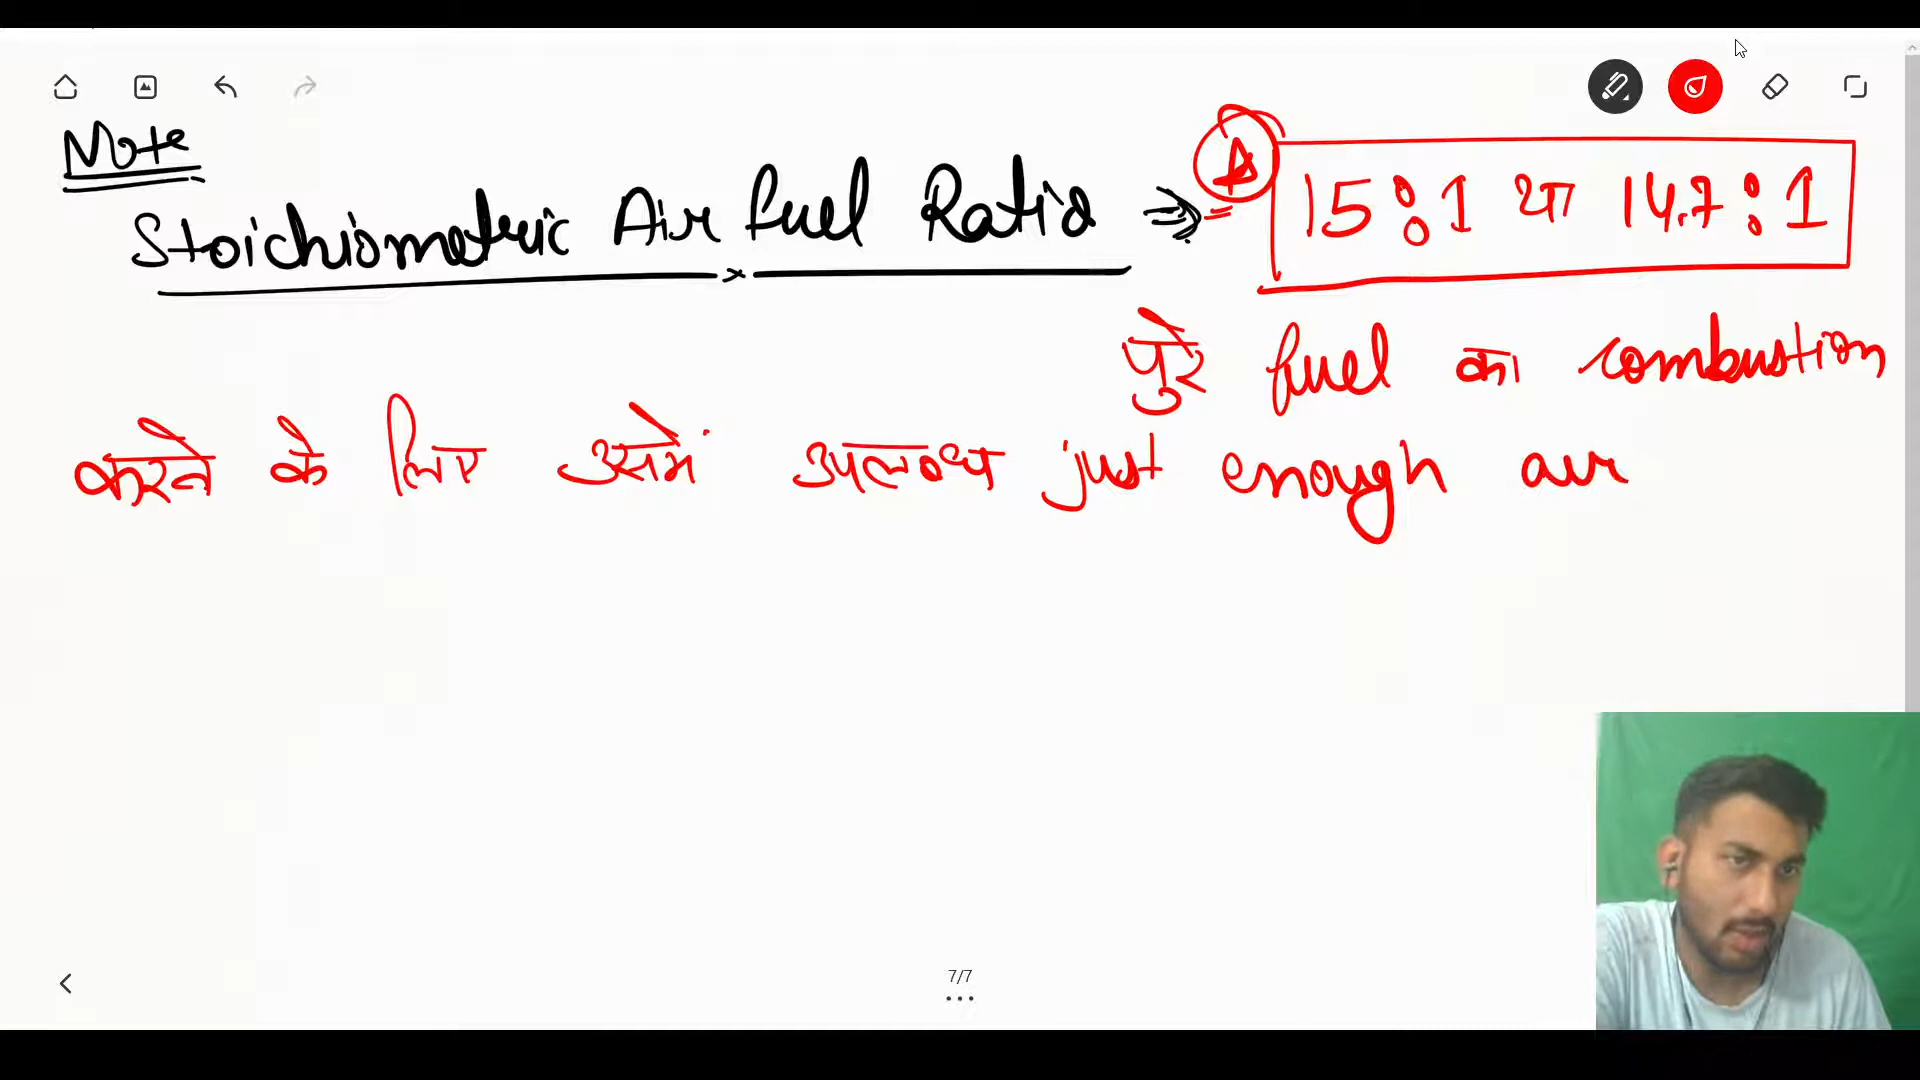 Note
Stoichiometric Air fuel Ratio ⇒ 15:1 या 14.7:1
पुरे fuel का combustion
करने के लिए उसमें उपलब्ध just enough air
7/7